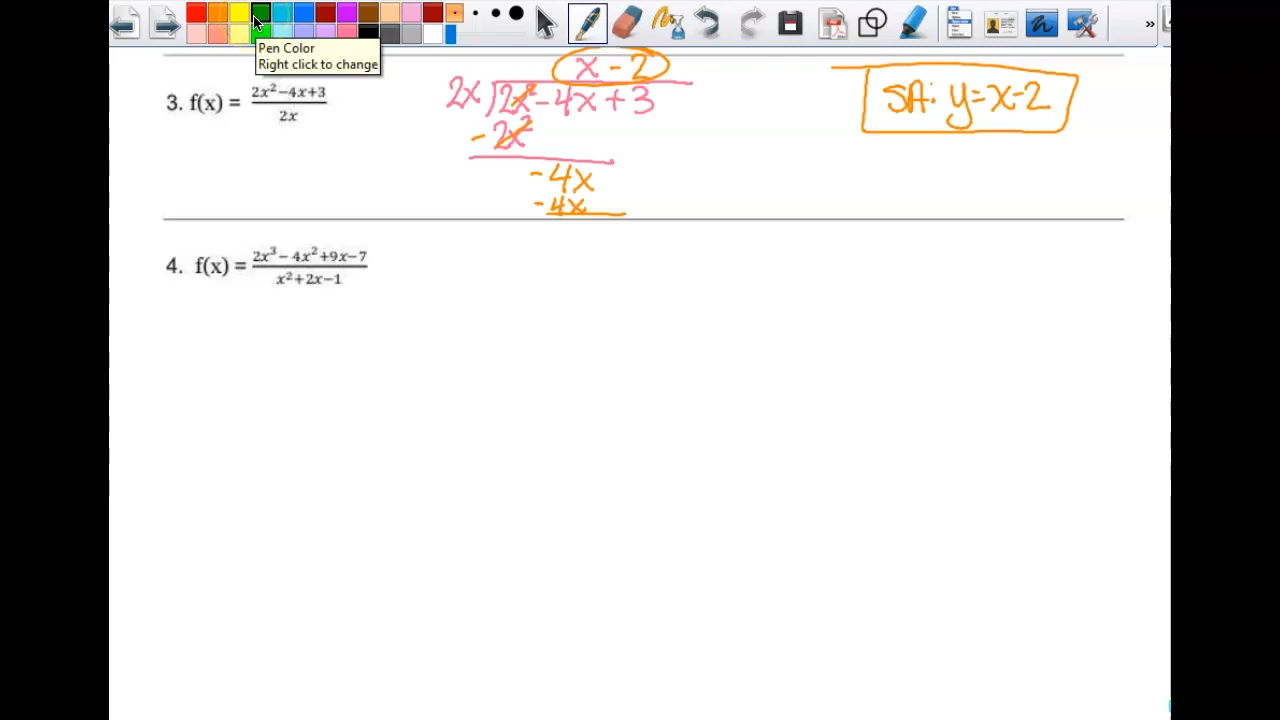 »
Pen Color
Right click to change
x - 2
3. f(x) = 2x²−4x+3 / 2x
2x ) 2x² - 4x + 3
SA: y = x - 2
- 2x²
- 4x
- 4x
4. f(x) = 2x³− 4x²+9x−7 / x²+2x−1